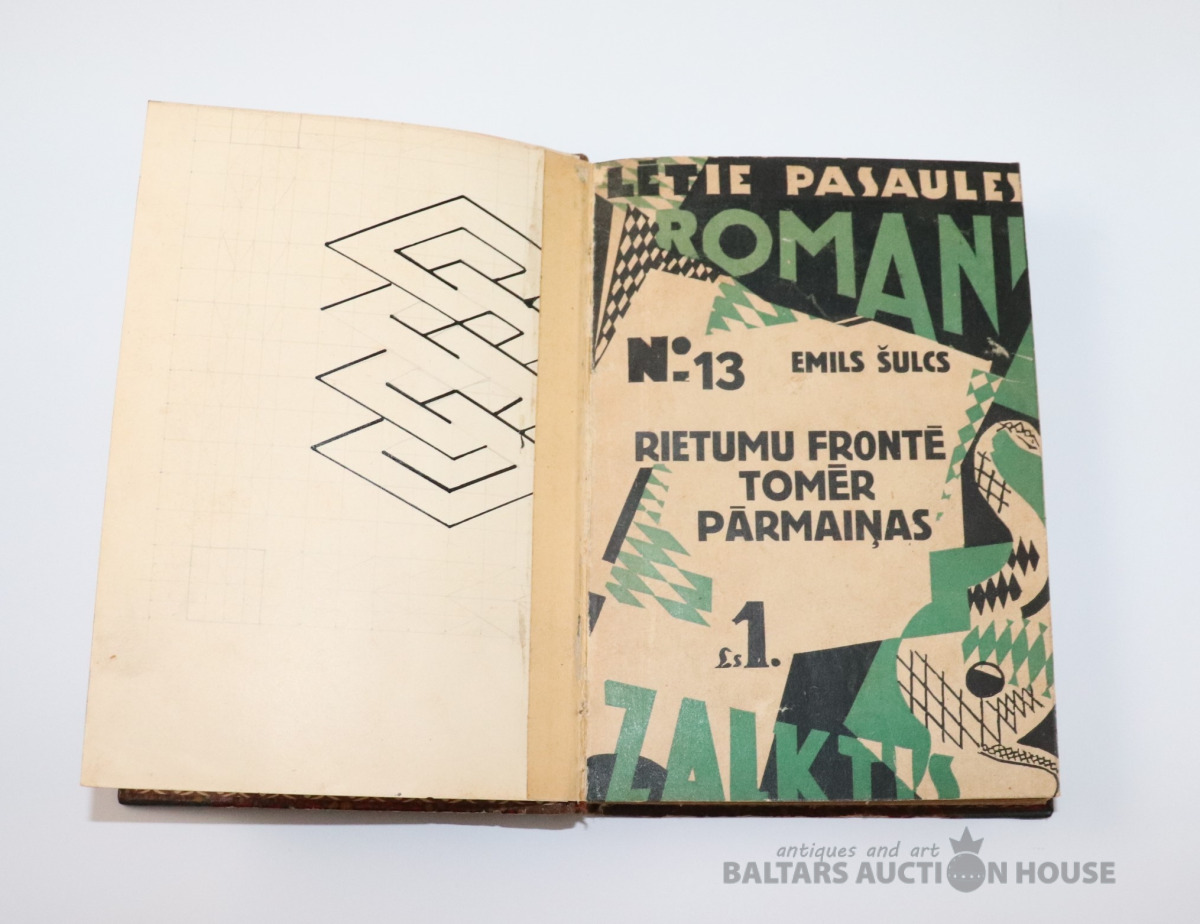 LĒTIE PASAULES
ROMANI
No 13
EMILS ŠULCS
RIETUMU FRONTĒ
TOMĒR
PĀRMAIŅAS
Ls 1.
ZALKTIS
antiques and art
BALTARS AUCTION HOUSE